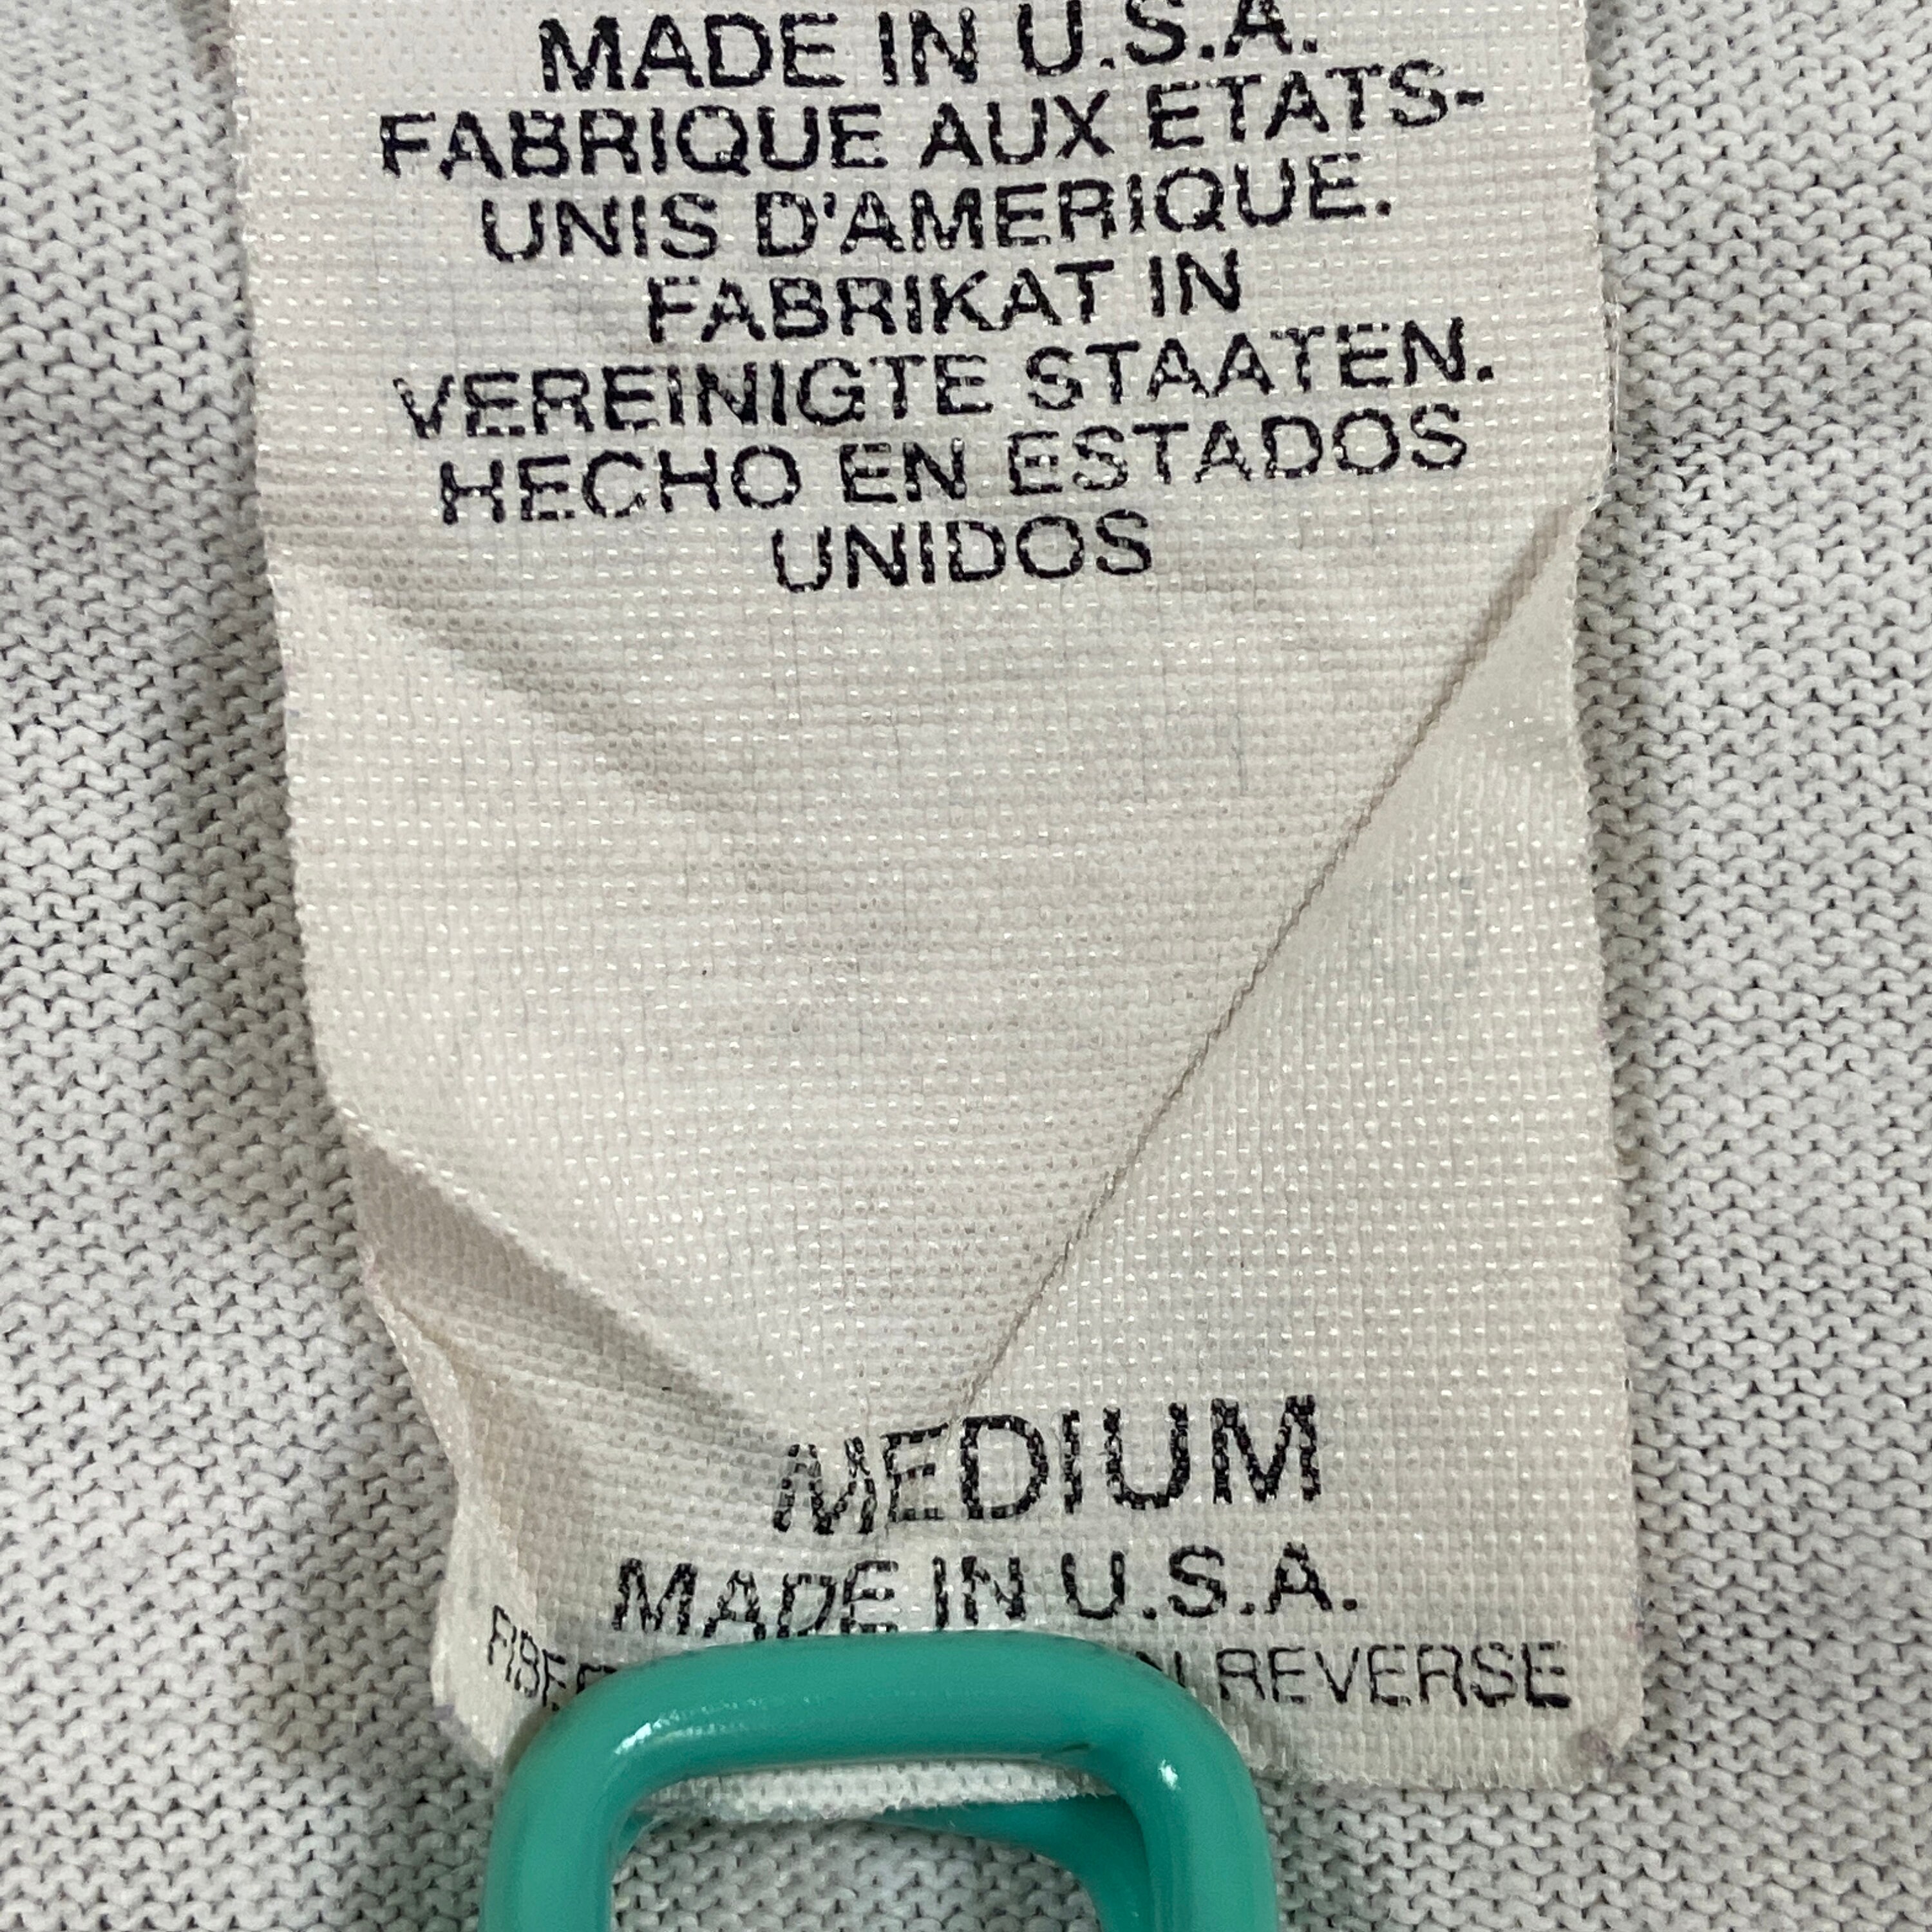 MADE IN U.S.A.
FABRIQUE AUX ETATS-
UNIS D'AMERIQUE.
FABRIKAT IN
VEREINIGTE STAATEN.
HECHO EN ESTADOS
UNIDOS
MEDIUM
MADE IN U.S.A.
REVERSE